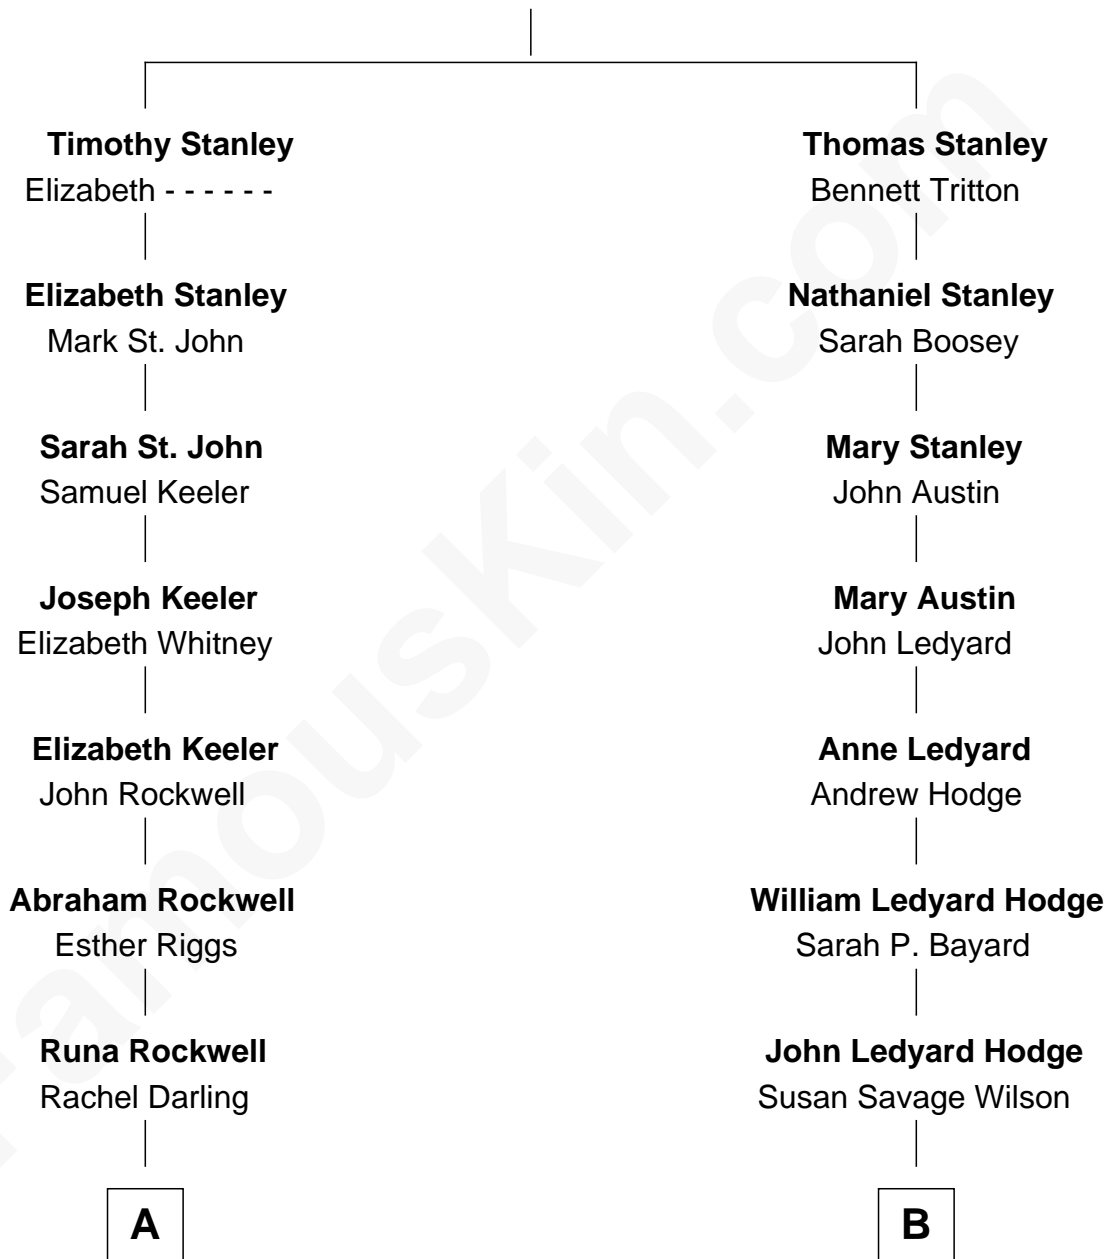 Timothy Stanley
Elizabeth - - - - - -
Elizabeth Stanley
Mark St. John
Sarah St. John
Samuel Keeler
Joseph Keeler
Elizabeth Whitney
Elizabeth Keeler
John Rockwell
Abraham Rockwell
Esther Riggs
Runa Rockwell
Rachel Darling
A
Thomas Stanley
Bennett Tritton
Nathaniel Stanley
Sarah Boosey
Mary Stanley
John Austin
Mary Austin
John Ledyard
Anne Ledyard
Andrew Hodge
William Ledyard Hodge
Sarah P. Bayard
John Ledyard Hodge
Susan Savage Wilson
B
FamousKin.com